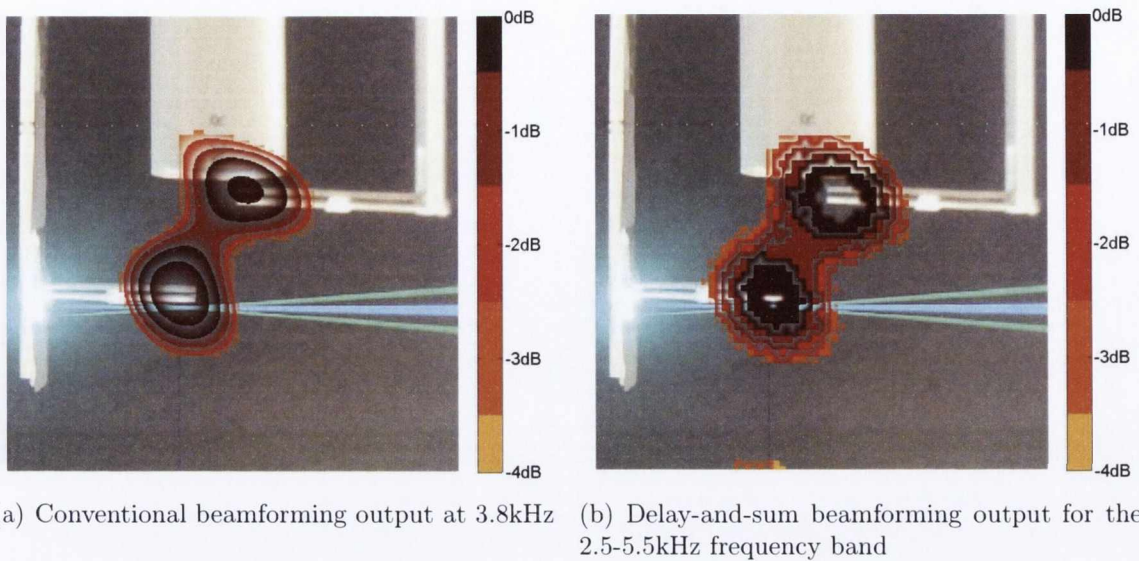 0dB
-1dB
-2dB
-3dB
-4dB
0dB
-1dB
-2dB
-3dB
-4dB
a) Conventional beamforming output at 3.8kHz
(b) Delay-and-sum beamforming output for the
2.5-5.5kHz frequency band